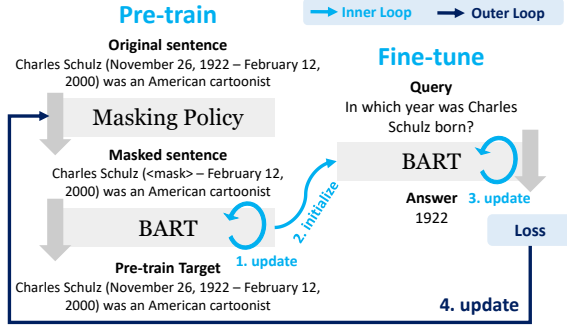 Pre-train
Inner Loop
Outer Loop
Original sentence
Charles Schulz (November 26, 1922 – February 12,
2000) was an American cartoonist
Masking Policy
Masked sentence
Charles Schulz (<mask> – February 12,
2000) was an American cartoonist
BART
1. update
Pre-train Target
Charles Schulz (November 26, 1922 – February 12,
2000) was an American cartoonist
2. initialize
Fine-tune
Query
In which year was Charles
Schulz born?
BART
3. update
Answer
1922
Loss
4. update